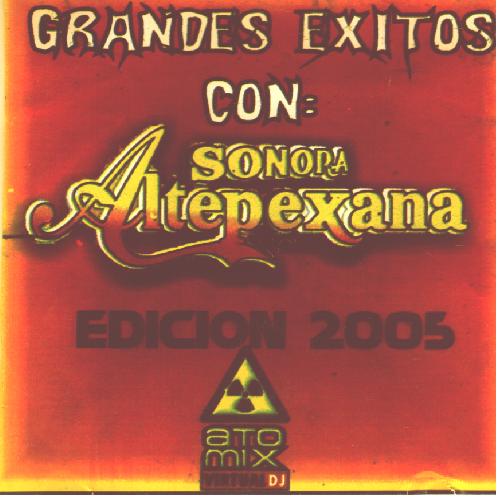 GRANDES EXITOS
CON:
SONORA
Altepexana
EDICION 2005
ATO
MIX
VIRTUAL DJ